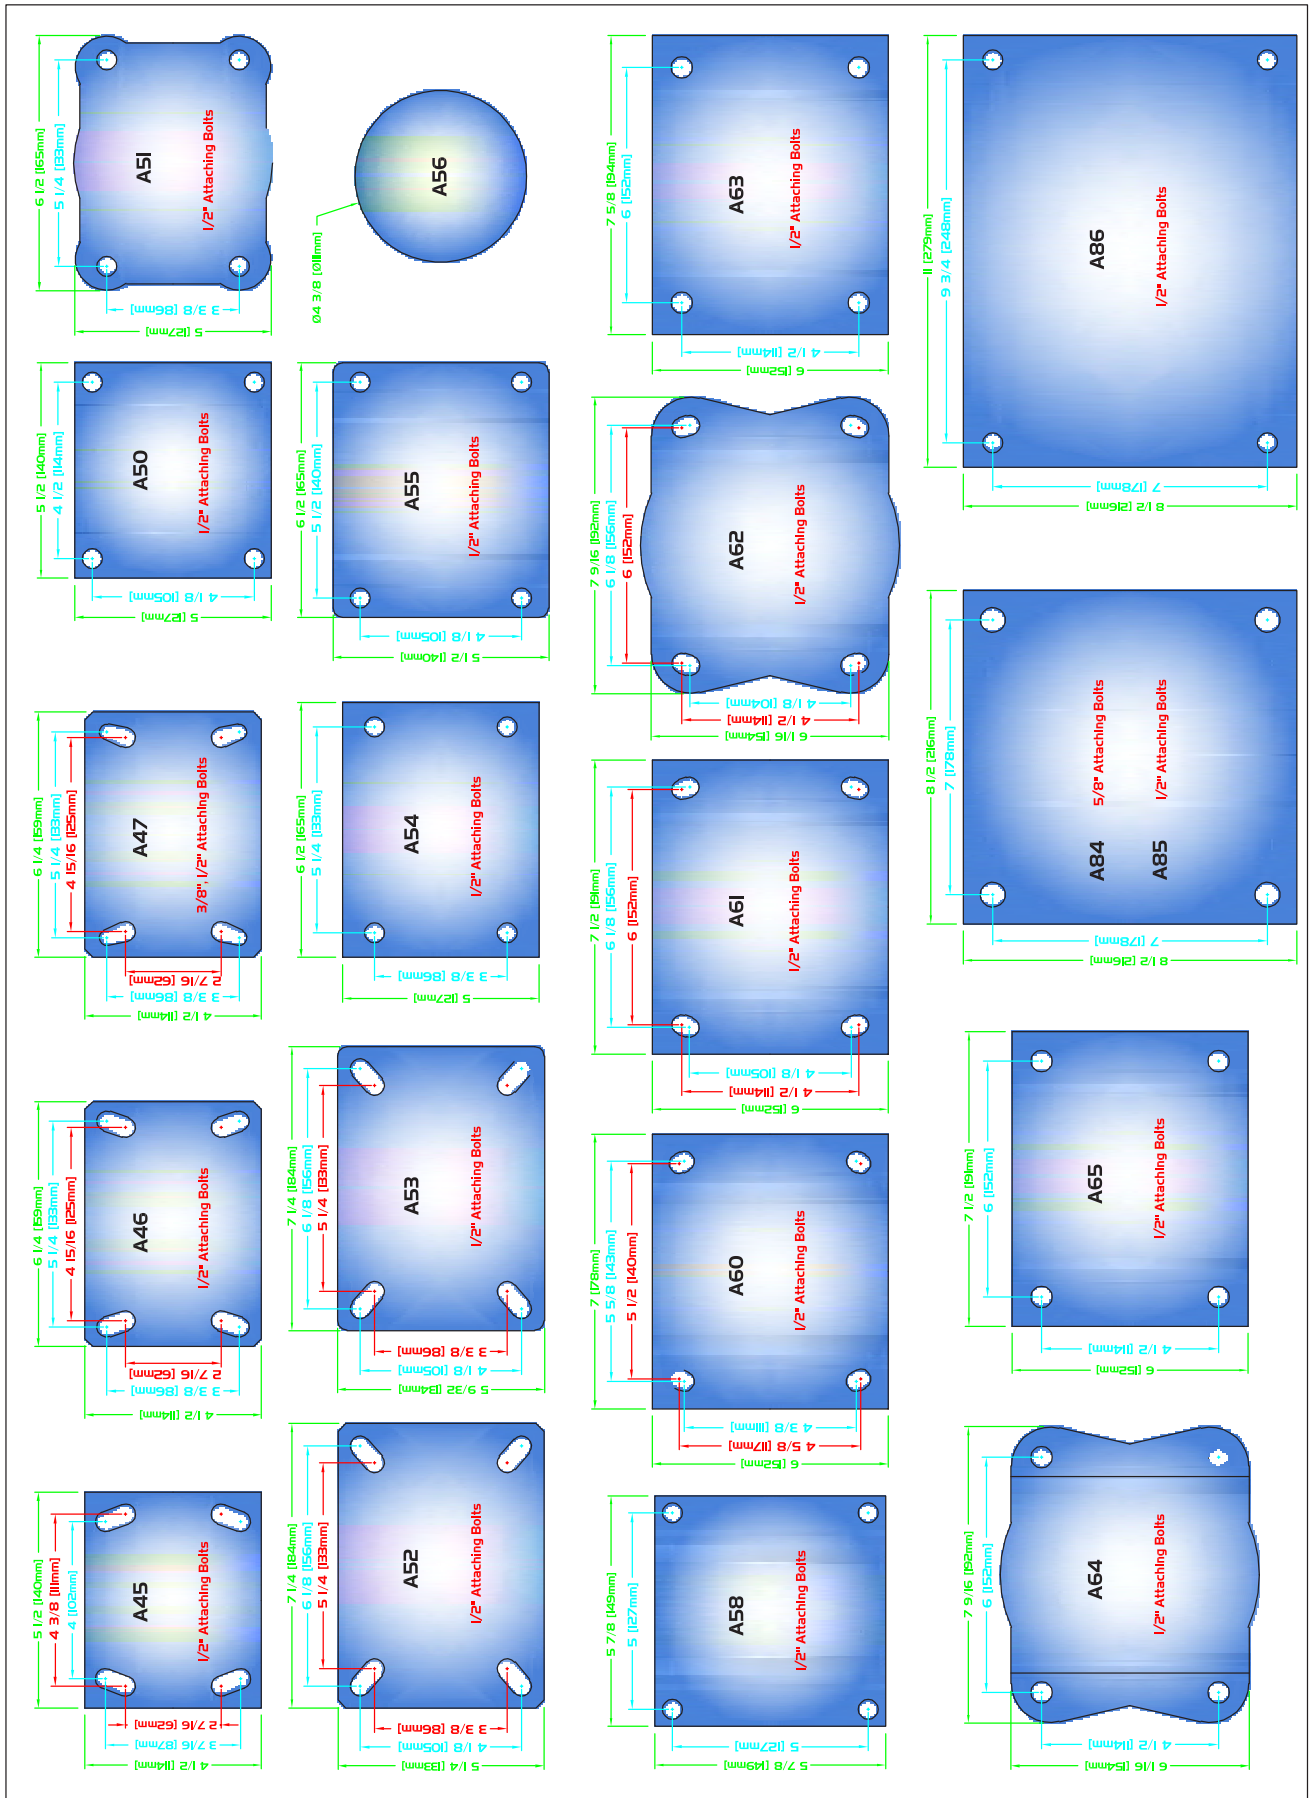 6 1/2 [165mm]
5 1/4 [133mm]
A51
1/2" Attaching Bolts
3 3/8 [86mm]
5 [127mm]
Ø4 3/8 [Ø111mm]
A56
7 5/8 [194mm]
6 [152mm]
A63
1/2" Attaching Bolts
4 1/2 [114mm]
6 [152mm]
11 [279mm]
9 3/4 [248mm]
A86
1/2" Attaching Bolts
7 [178mm]
8 1/2 [216mm]
5 1/2 [140mm]
4 1/2 [114mm]
A50
1/2" Attaching Bolts
4 1/8 [105mm]
5 [127mm]
6 1/2 [165mm]
5 1/2 [140mm]
A55
1/2" Attaching Bolts
4 1/8 [105mm]
5 1/2 [140mm]
7 9/16 [192mm]
6 1/8 [156mm]
6 [152mm]
A62
1/2" Attaching Bolts
4 1/8 [104mm]
4 1/2 [114mm]
6 1/16 [154mm]
8 1/2 [216mm]
7 [178mm]
A84
5/8" Attaching Bolts
A85
1/2" Attaching Bolts
7 [178mm]
8 1/2 [216mm]
6 1/4 [159mm]
5 1/4 [133mm]
4 15/16 [125mm]
A47
3/8", 1/2" Attaching Bolts
2 7/16 [62mm]
3 3/8 [86mm]
4 1/2 [114mm]
6 1/2 [165mm]
5 1/4 [133mm]
A54
1/2" Attaching Bolts
3 3/8 [86mm]
5 [127mm]
7 1/2 [191mm]
6 1/8 [156mm]
6 [152mm]
A61
1/2" Attaching Bolts
4 1/8 [105mm]
4 1/2 [114mm]
6 [152mm]
7 1/2 [191mm]
6 [152mm]
A65
1/2" Attaching Bolts
4 1/2 [114mm]
6 [152mm]
6 1/4 [159mm]
5 1/4 [133mm]
4 15/16 [125mm]
A46
1/2" Attaching Bolts
2 7/16 [62mm]
3 3/8 [86mm]
4 1/2 [114mm]
7 1/4 [184mm]
6 1/8 [156mm]
5 1/4 [133mm]
A53
1/2" Attaching Bolts
3 3/8 [86mm]
4 1/8 [105mm]
5 9/32 [134mm]
7 [178mm]
5 5/8 [143mm]
5 1/2 [140mm]
A60
1/2" Attaching Bolts
4 3/8 [111mm]
4 5/8 [117mm]
6 [152mm]
7 9/16 [192mm]
6 [152mm]
A64
1/2" Attaching Bolts
4 1/2 [114mm]
6 1/16 [154mm]
5 1/2 [140mm]
4 3/8 [111mm]
4 [102mm]
A45
1/2" Attaching Bolts
2 7/16 [62mm]
3 7/16 [87mm]
4 1/2 [114mm]
7 1/4 [184mm]
6 1/8 [156mm]
5 1/4 [133mm]
A52
1/2" Attaching Bolts
3 3/8 [86mm]
4 1/8 [105mm]
5 1/4 [133mm]
5 7/8 [149mm]
5 [127mm]
A58
1/2" Attaching Bolts
5 [127mm]
5 7/8 [149mm]